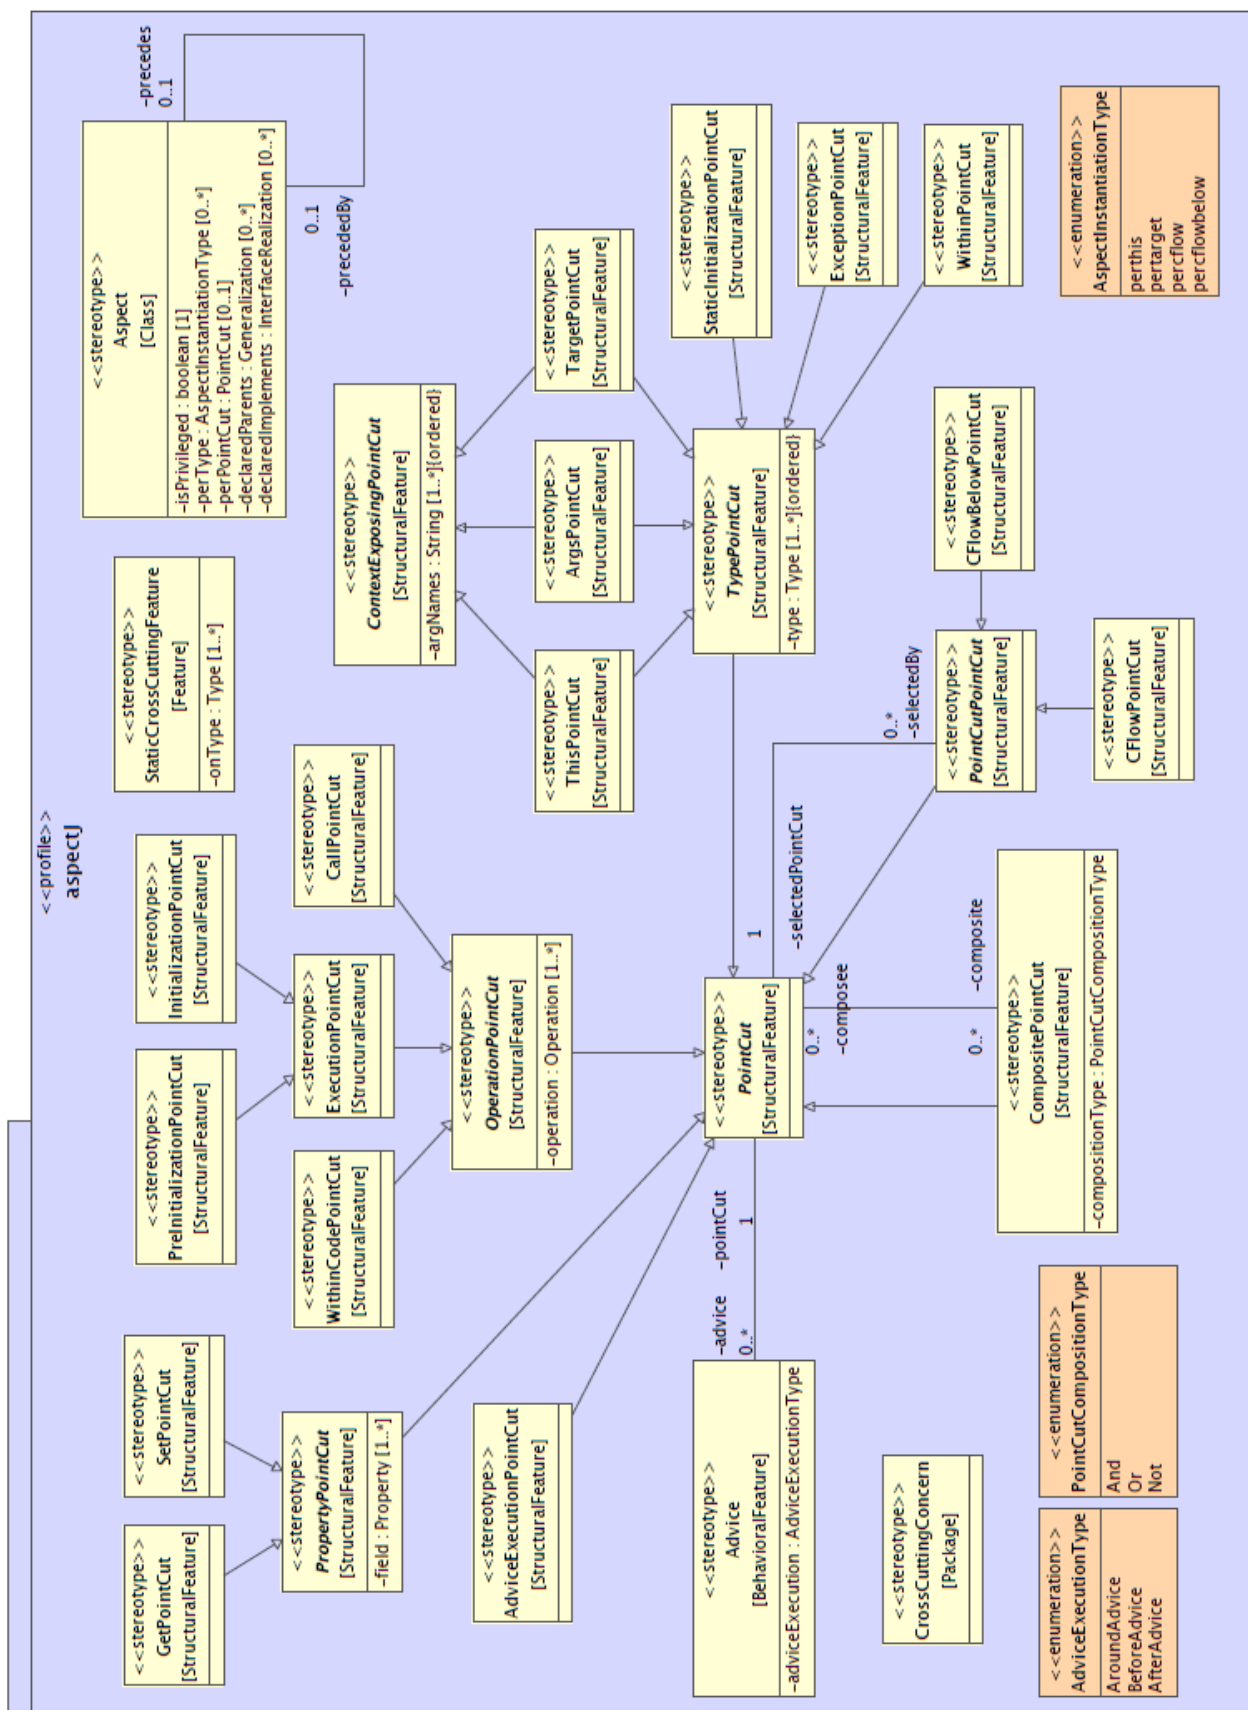 <<profile>>
aspectJ
<<stereotype>>
GetPointCut
[StructuralFeature]
<<stereotype>>
SetPointCut
[StructuralFeature]
<<stereotype>>
PreInitializationPointCut
[StructuralFeature]
<<stereotype>>
InitializationPointCut
[StructuralFeature]
<<stereotype>>
StaticCrossCuttingFeature
[Feature]
-onType : Type [1..*]
<<stereotype>>
Aspect
[Class]
-isPrivileged : boolean [1]
-perType : AspectInstantiationType [0..*]
-perPointCut : PointCut [0..1]
-declaredParents : Generalization [0..*]
-declaredImplements : InterfaceRealization [0..*]
-precedes
0..1
0..1
-precededBy
<<stereotype>>
PropertyPointCut
[StructuralFeature]
-field : Property [1..*]
<<stereotype>>
WithinCodePointCut
[StructuralFeature]
<<stereotype>>
ExecutionPointCut
[StructuralFeature]
<<stereotype>>
CallPointCut
[StructuralFeature]
<<stereotype>>
ContextExposingPointCut
[StructuralFeature]
-argNames : String [1..*]{ordered}
<<stereotype>>
AdviceExecutionPointCut
[StructuralFeature]
<<stereotype>>
OperationPointCut
[StructuralFeature]
-operation : Operation [1..*]
<<stereotype>>
ThisPointCut
[StructuralFeature]
<<stereotype>>
ArgsPointCut
[StructuralFeature]
<<stereotype>>
TargetPointCut
[StructuralFeature]
<<stereotype>>
StaticInitializationPointCut
[StructuralFeature]
<<stereotype>>
Advice
[BehavioralFeature]
-adviceExecution : AdviceExecutionType
-advice
0..*
-pointCut
1
<<stereotype>>
PointCut
[StructuralFeature]
1
-selectedPointCut
0..*
-composee
<<stereotype>>
TypePointCut
[StructuralFeature]
-type : Type [1..*]{ordered}
<<stereotype>>
ExceptionPointCut
[StructuralFeature]
<<stereotype>>
WithinPointCut
[StructuralFeature]
0..*
-selectedBy
<<stereotype>>
CrossCuttingConcern
[Package]
-composite
0..*
<<stereotype>>
CompositePointCut
[StructuralFeature]
-compositionType : PointCutCompositionType
<<stereotype>>
PointCutPointCut
[StructuralFeature]
<<stereotype>>
CFlowBelowPointCut
[StructuralFeature]
<<stereotype>>
CFlowPointCut
[StructuralFeature]
<<enumeration>>
AdviceExecutionType
AroundAdvice
BeforeAdvice
AfterAdvice
<<enumeration>>
PointCutCompositionType
And
Or
Not
<<enumeration>>
AspectInstantiationType
perthis
pertarget
percflow
percflowbelow